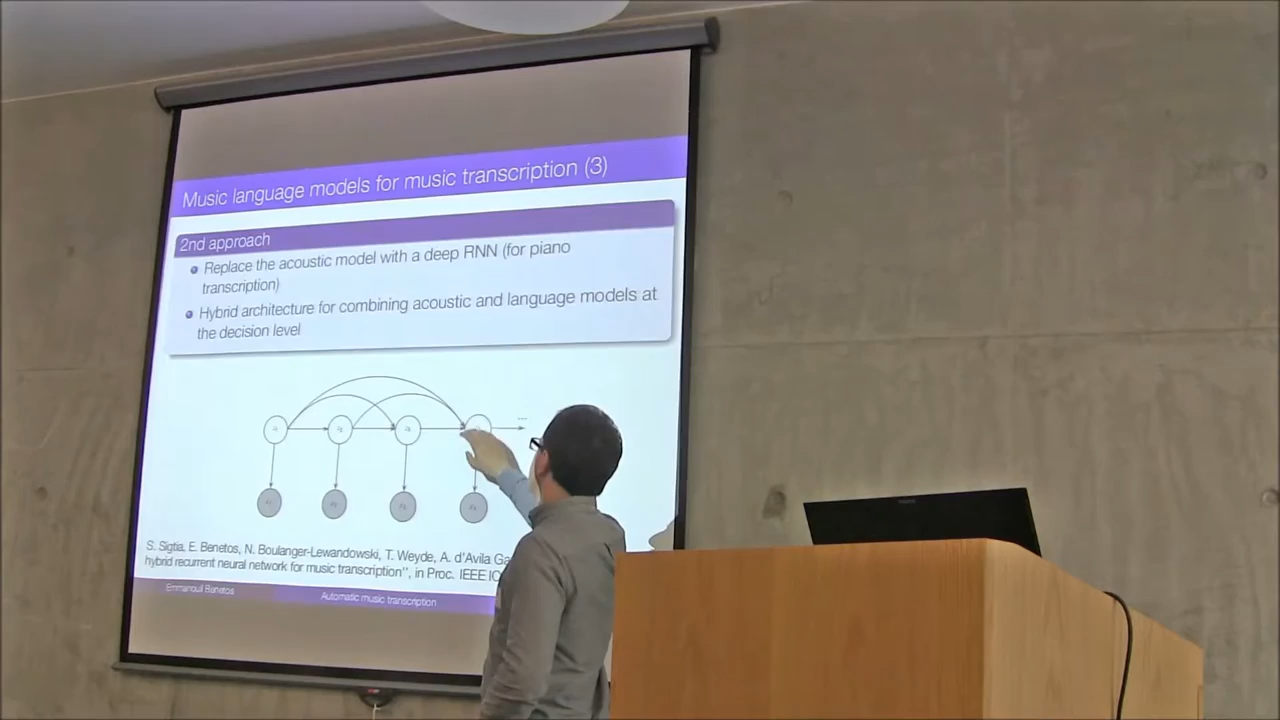 Music language models for music transcription (3)
2nd approach
Replace the acoustic model with a deep RNN (for piano
transcription)
Hybrid architecture for combining acoustic and language models at
the decision level
...
S. Sigtia, E. Benetos, N. Boulanger-Lewandowski, T. Weyde, A. d'Avila Ga
hybrid recurrent neural network for music transcription'', in Proc. IEEE IC
Emmanouil Benetos
Automatic music transcription